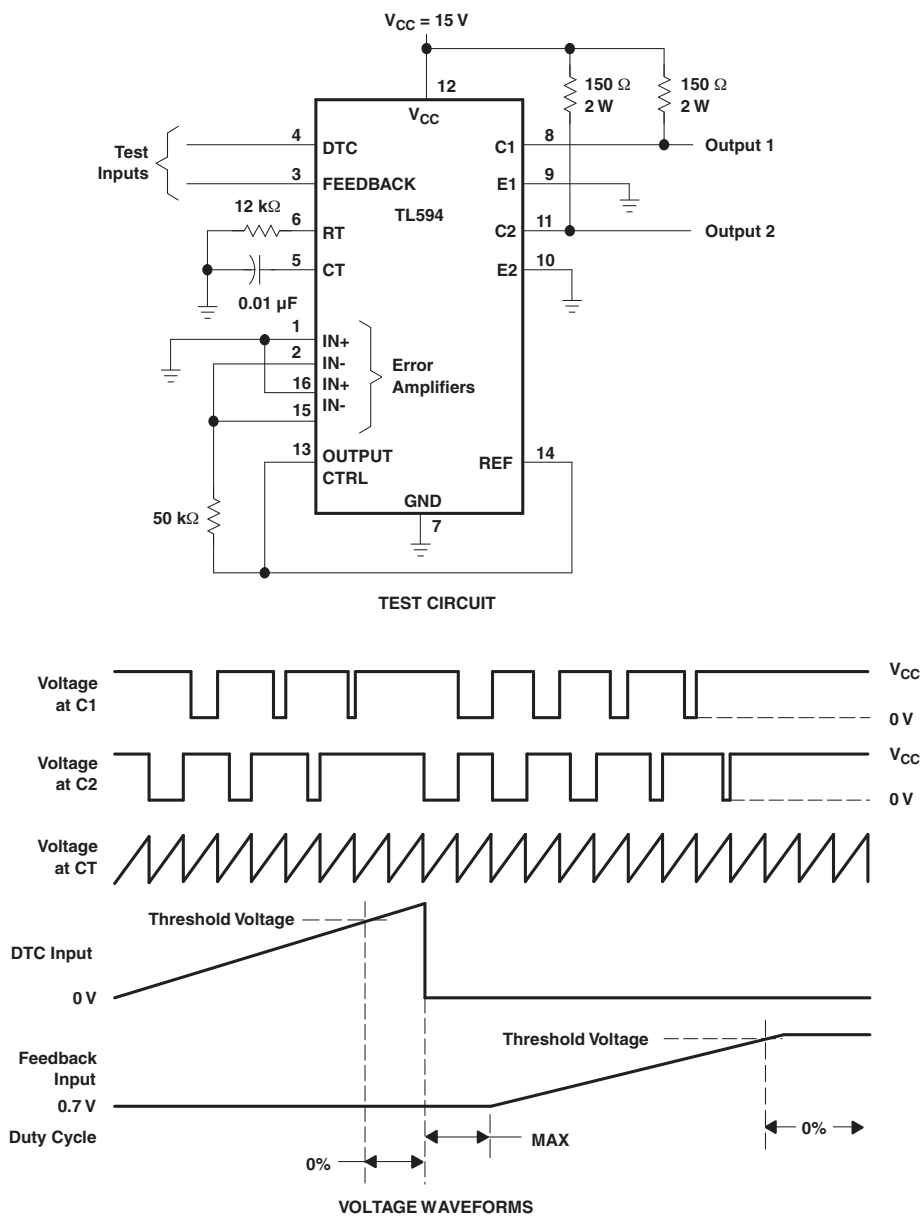 VCC = 15 V
12
VCC
150 Ω
2 W
150 Ω
2 W
4
DTC
C1
8
Output 1
Test
Inputs
3
FEEDBACK
E1
9
TL594
12 kΩ
6
RT
C2
11
Output 2
5
CT
E2
10
0.01 µF
1
IN+
2
IN-
16
IN+
IN-
15
Error
Amplifiers
13
OUTPUT
CTRL
REF
14
GND
7
50 kΩ
TEST CIRCUIT
Voltage
at C1
VCC
0 V
Voltage
at C2
VCC
0 V
Voltage
at CT
Threshold Voltage
DTC Input
0 V
Threshold Voltage
Feedback
Input
0.7 V
Duty Cycle
0%
MAX
0%
VOLTAGE WAVEFORMS